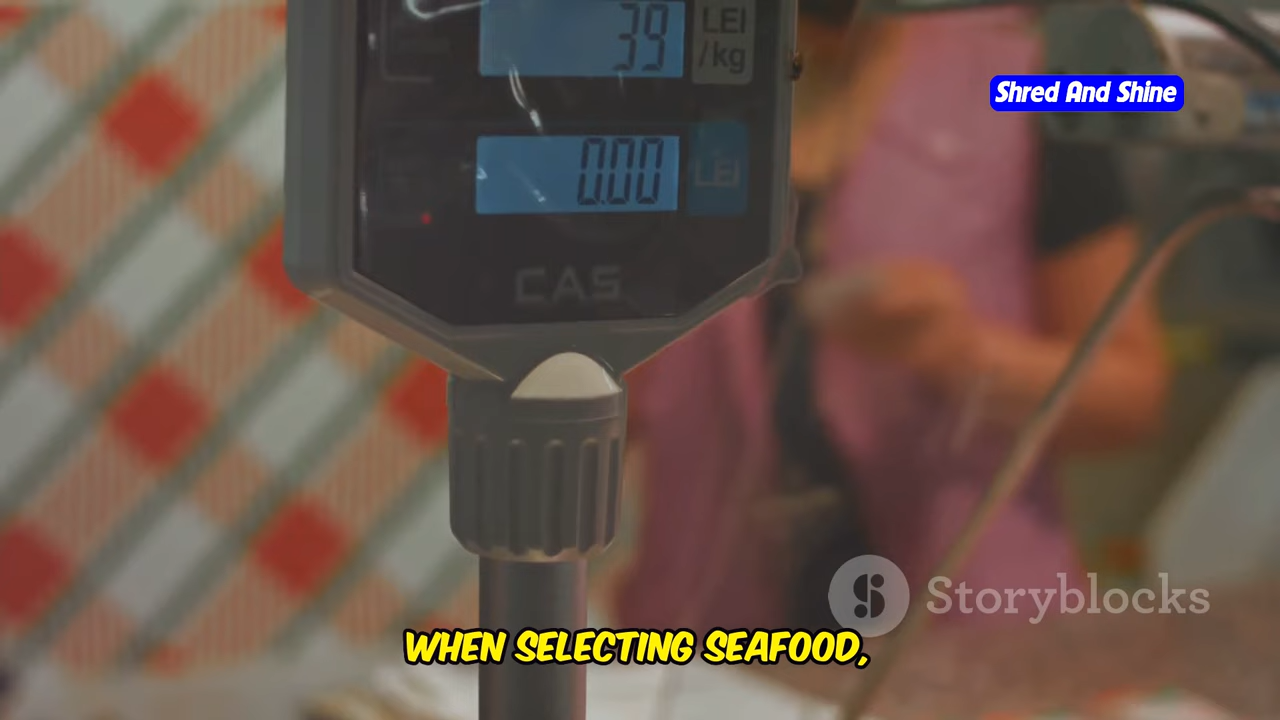 39
LEI
/kg
Shred And Shine
0.00
LEI
CAS
Storyblocks
WHEN SELECTING SEAFOOD,